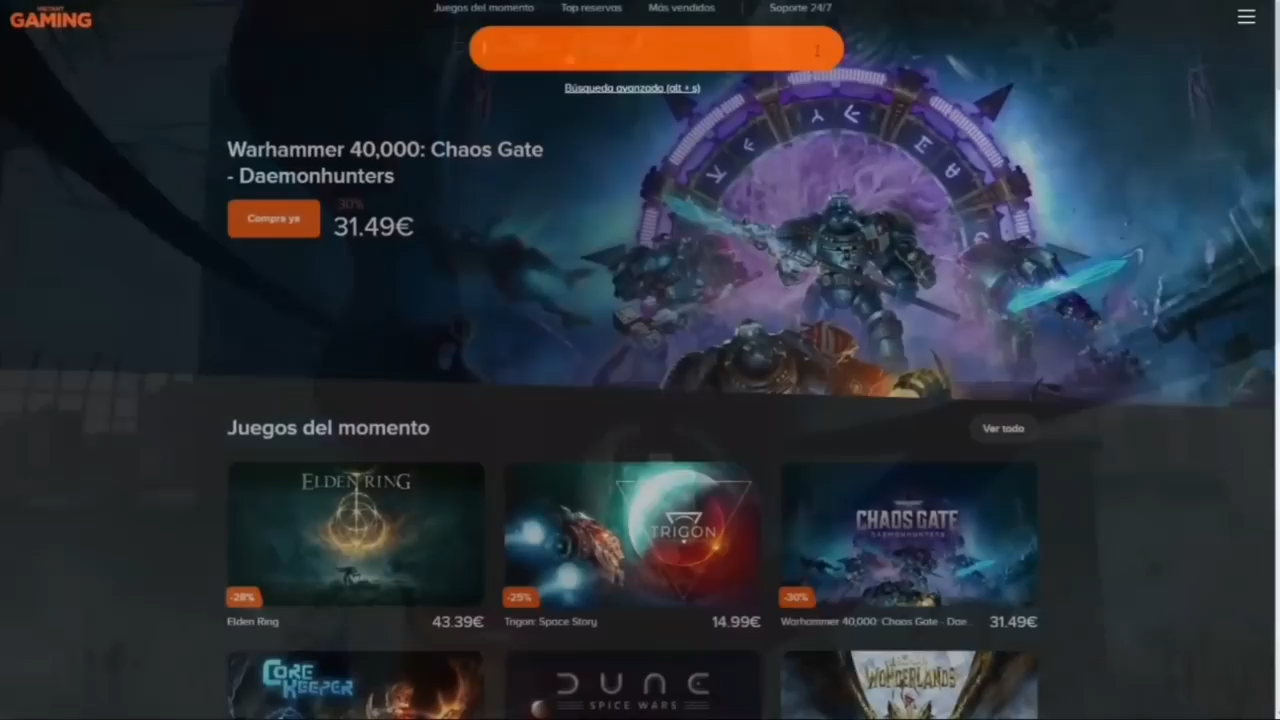 INSTANT
GAMING
Juegos del momento
Top reservas
Más vendidos
Soporte 24/7
Búsqueda avanzada (alt + s)
Warhammer 40,000: Chaos Gate
- Daemonhunters
Compra ya
30%
31.49€
Juegos del momento
Ver todo
ELDEN RING
TRIGON
CHAOS GATE
DAEMONHUNTERS
-28%
-25%
-30%
Elden Ring
43.39€
Trigon: Space Story
14.99€
Warhammer 40,000: Chaos Gate - Dae...
31.49€
CORE
KEEPER
DUNE
SPICE WARS
WONDERLANDS